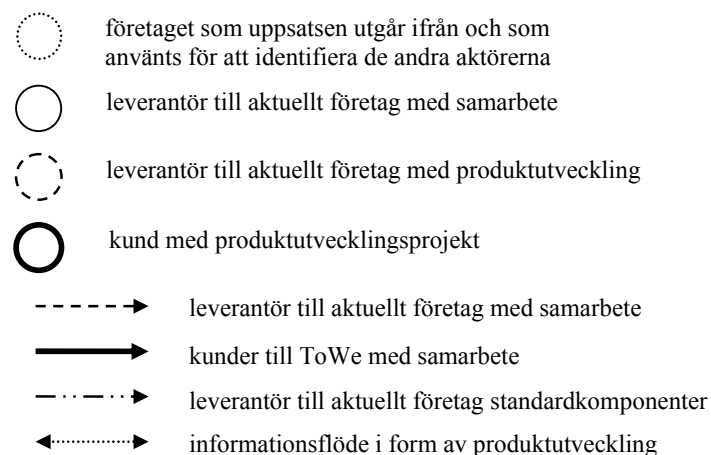 företaget som uppsatsen utgår ifrån och som
använts för att identifiera de andra aktörerna
leverantör till aktuellt företag med samarbete
leverantör till aktuellt företag med produktutveckling
kund med produktutvecklingsprojekt
leverantör till aktuellt företag med samarbete
kunder till ToWe med samarbete
leverantör till aktuellt företag standardkomponenter
informationsflöde i form av produktutveckling